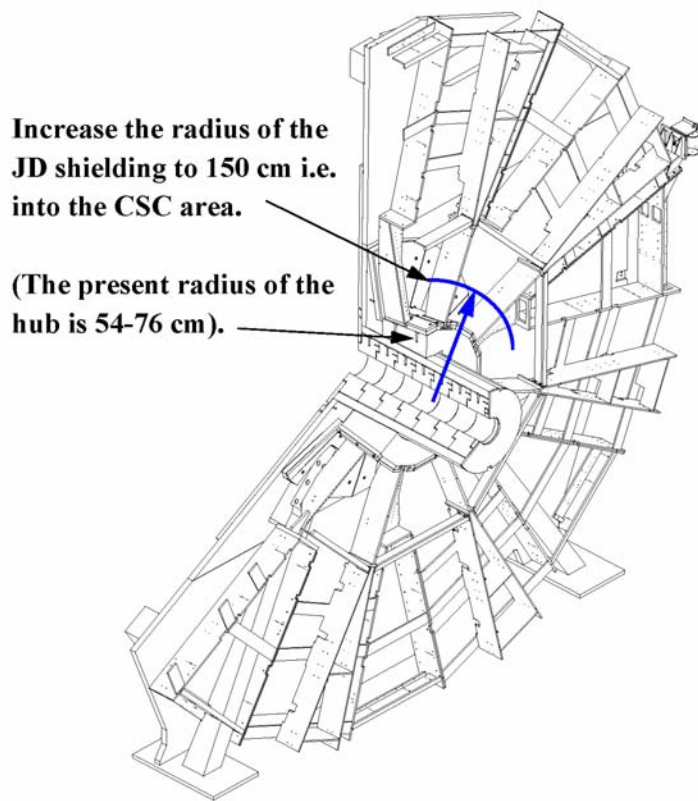 Increase the radius of the
JD shielding to 150 cm i.e.
into the CSC area.
(The present radius of the
hub is 54-76 cm).